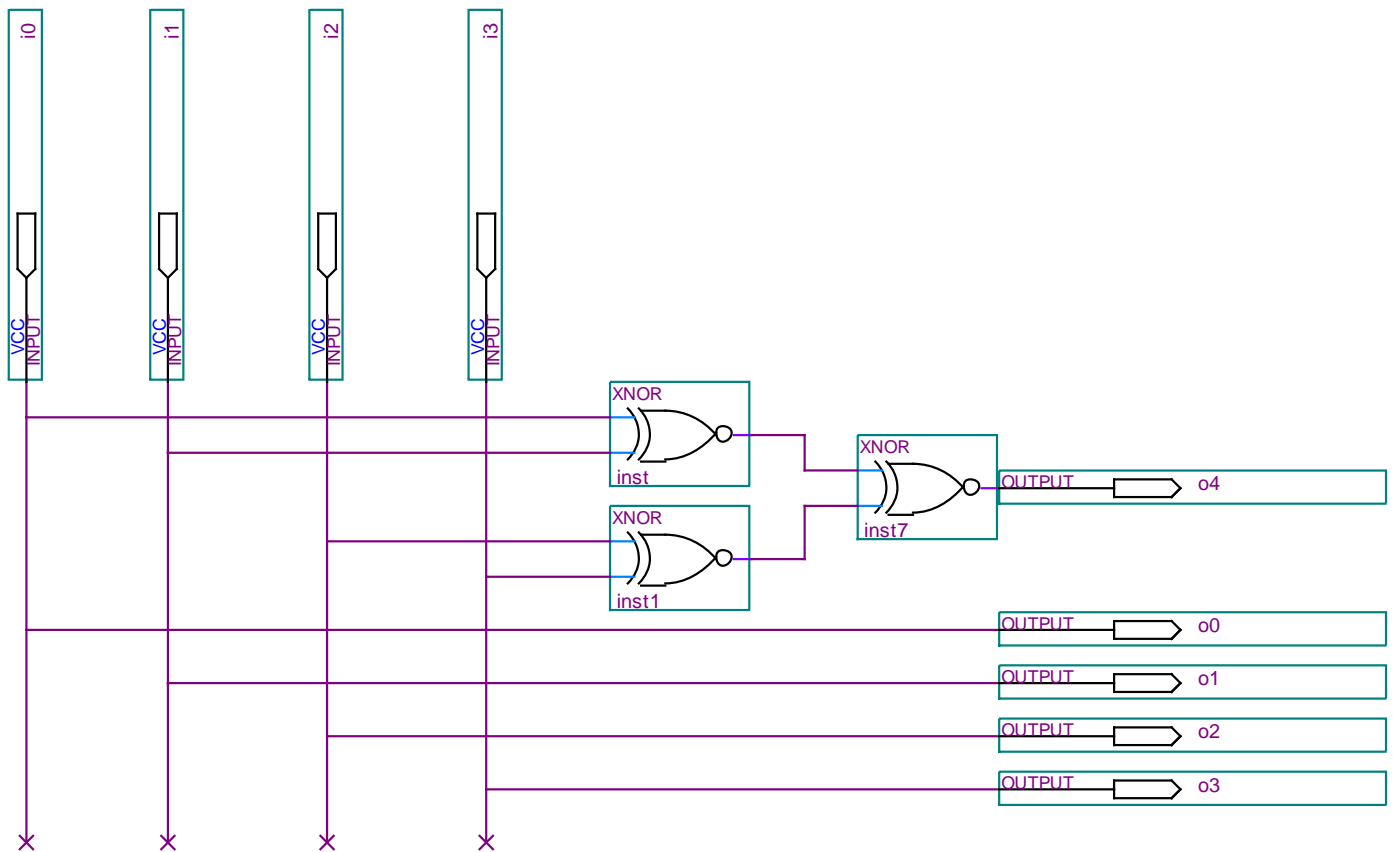 i0
i1
i2
i3
VCC
INPUT
VCC
INPUT
VCC
INPUT
VCC
INPUT
XNOR
inst
XNOR
inst7
OUTPUT
o4
XNOR
inst1
OUTPUT
o0
OUTPUT
o1
OUTPUT
o2
OUTPUT
o3